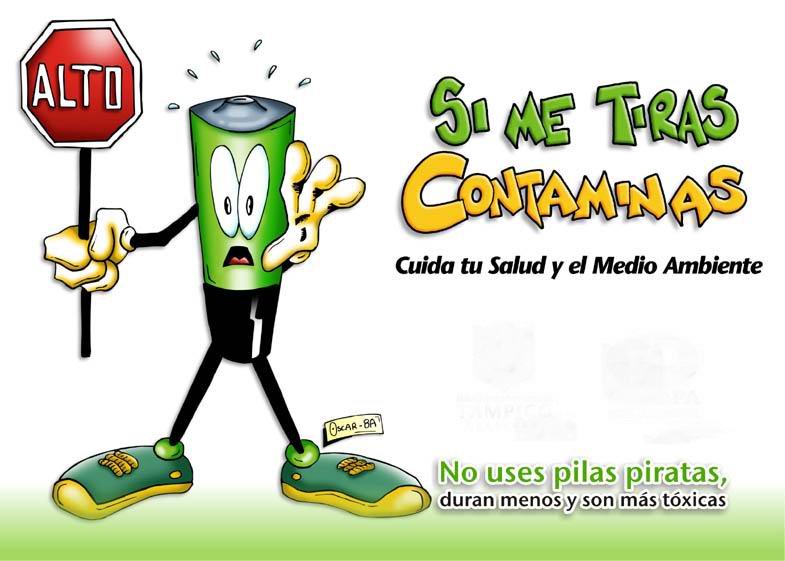 ALTO
SI ME TIRAS
CONTAMINAS
Cuida tu Salud y el Medio Ambiente
TAMPICO
OSCAR-BA
No uses pilas piratas,
duran menos y son más tóxicas